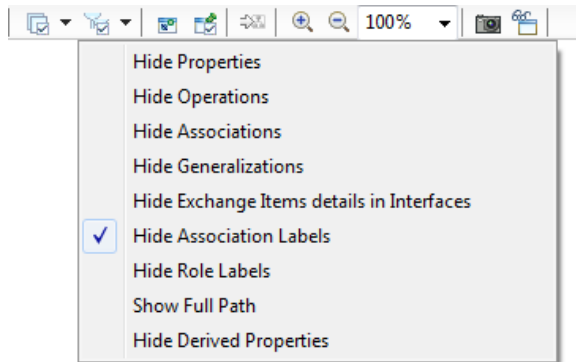 100%
Hide Properties
Hide Operations
Hide Associations
Hide Generalizations
Hide Exchange Items details in Interfaces
Hide Association Labels
Hide Role Labels
Show Full Path
Hide Derived Properties